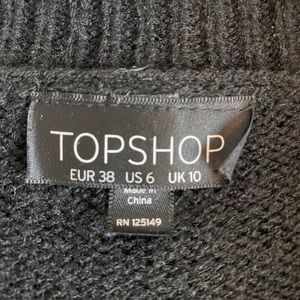 TOPSHOP
EUR 38 US 6 UK 10
Made in
China
RN 125149